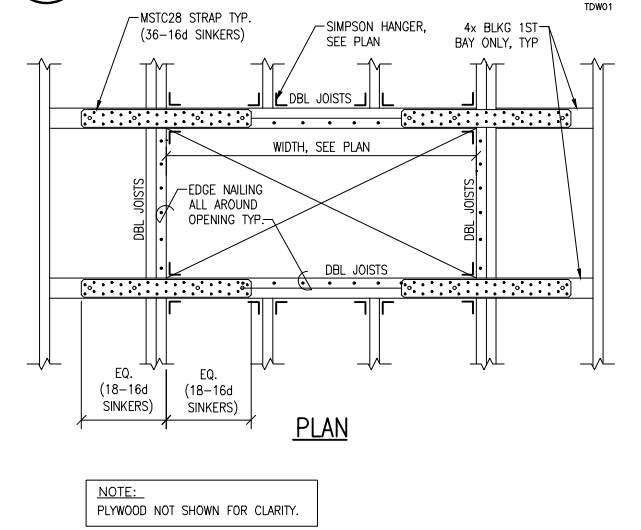 TDW01
MSTC28 STRAP TYP.
(36-16d SINKERS)
SIMPSON HANGER,
SEE PLAN
4x BLKG 1ST
BAY ONLY, TYP
DBL JOISTS
WIDTH, SEE PLAN
DBL JOISTS
EDGE NAILING
ALL AROUND
OPENING TYP.
DBL JOISTS
DBL JOISTS
EQ.
(18-16d
SINKERS)
EQ.
(18-16d
SINKERS)
PLAN
NOTE:
PLYWOOD NOT SHOWN FOR CLARITY.